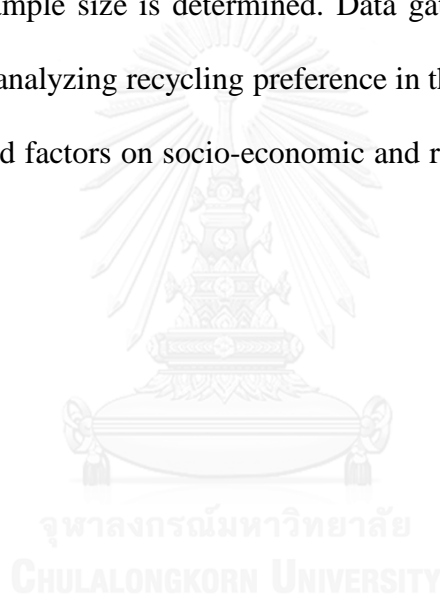 ample size is determined. Data ga
analyzing recycling preference in th
d factors on socio-economic and r
จุฬาลงกรณ์มหาวิทยาลัย
CHULALONGKORN UNIVERSITY